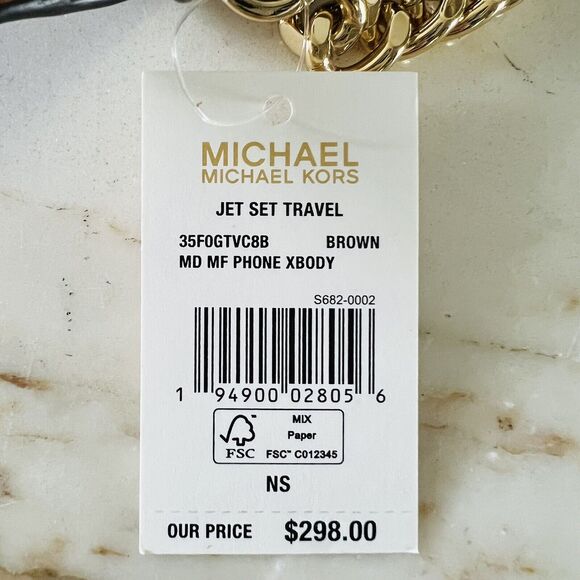 MICHAEL
MICHAEL KORS
JET SET TRAVEL
35F0GTVC8B BROWN
MD MF PHONE XBODY
S682-0002
1 94900 02805 6
FSC™
MIX
Paper
FSC™ C012345
NS
OUR PRICE $298.00